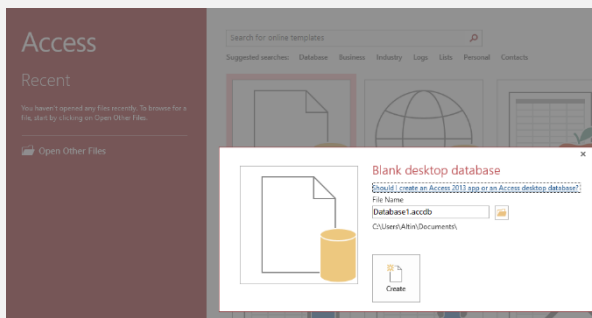 Access
Search for online templates
Suggested searches: Database Business Industry Logs Lists Personal Contacts
Recent
You haven't opened any files recently. To browse for a
file, start by clicking on Open Other Files.
Open Other Files
Blank desktop database
Should I create an Access 2013 app or an Access desktop database?
File Name
Database1.accdb
C:\Users\Altin\Documents\
Create